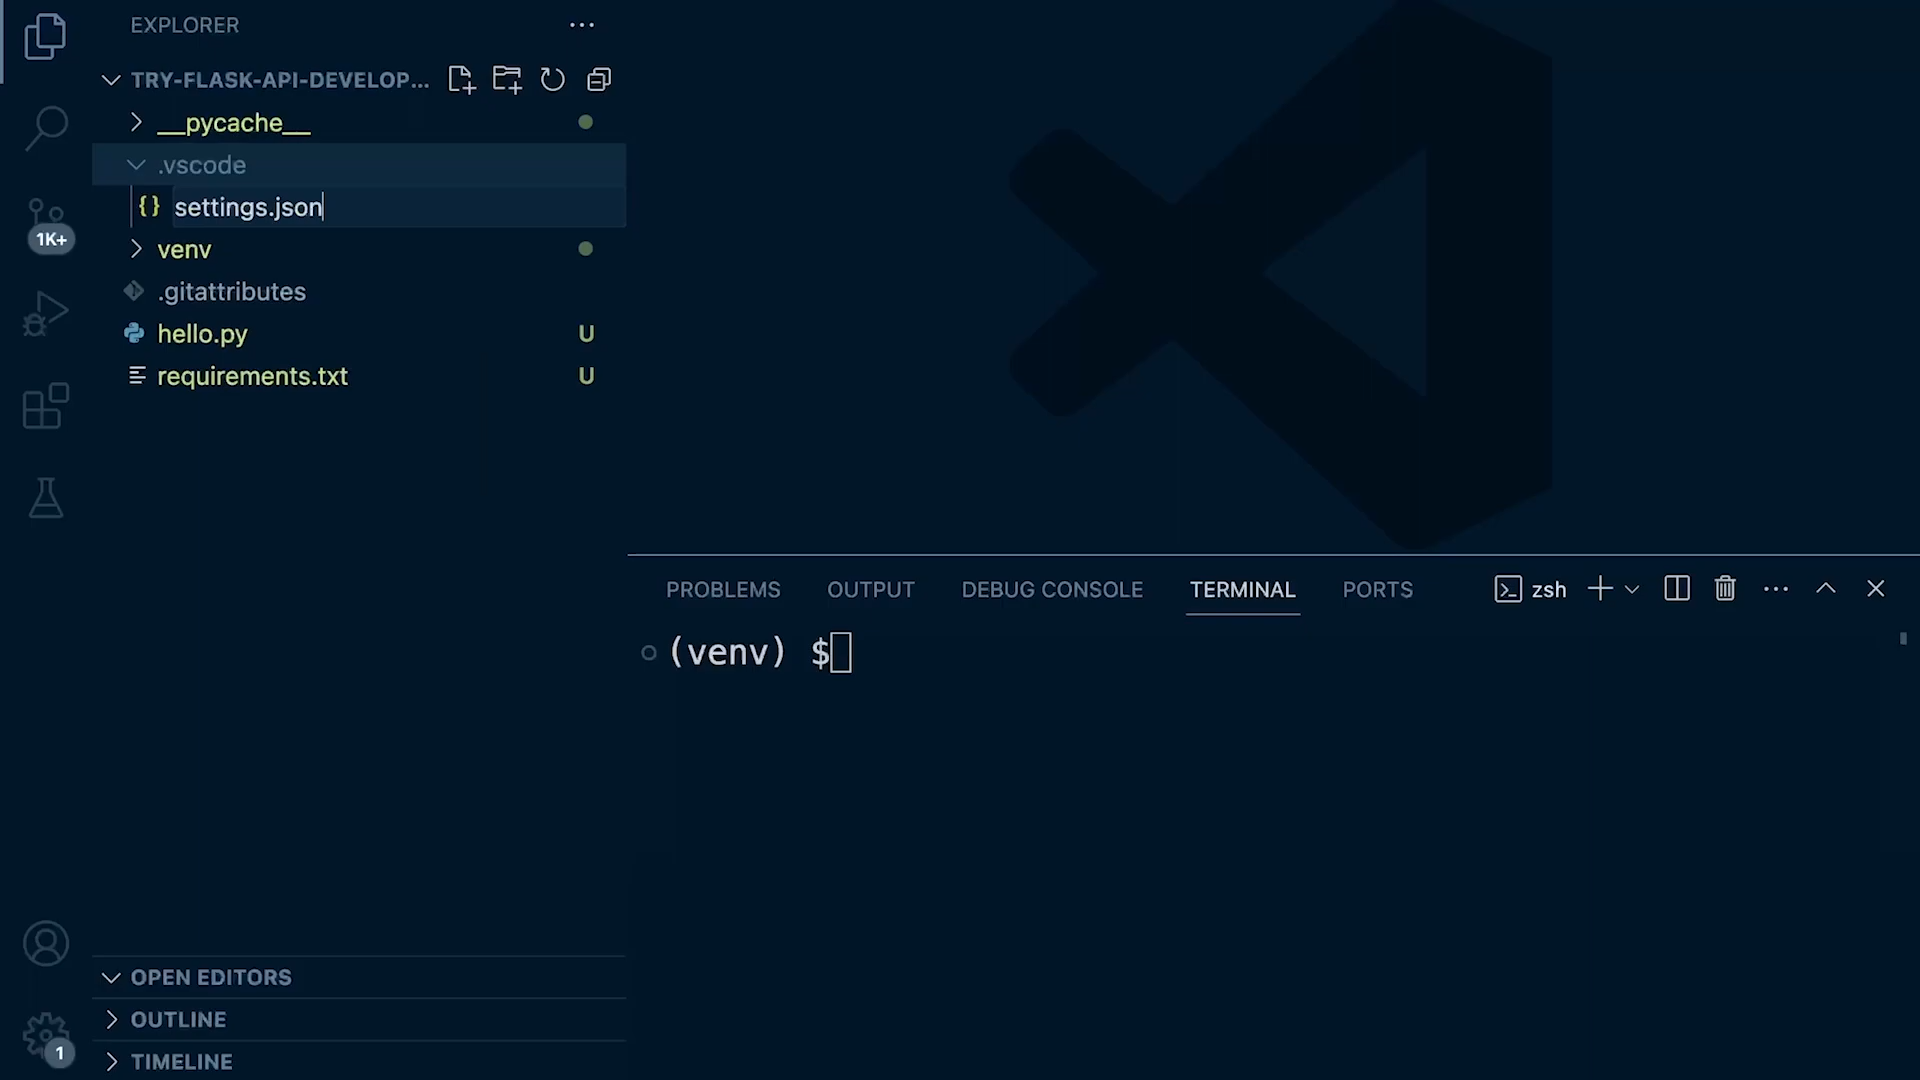 EXPLORER
TRY-FLASK-API-DEVELOP...
__pycache__
.vscode
{} settings.json
1K+
venv
.gitattributes
hello.py U
requirements.txt U
PROBLEMS OUTPUT DEBUG CONSOLE TERMINAL PORTS zsh
(venv) $
OPEN EDITORS
OUTLINE
1
TIMELINE